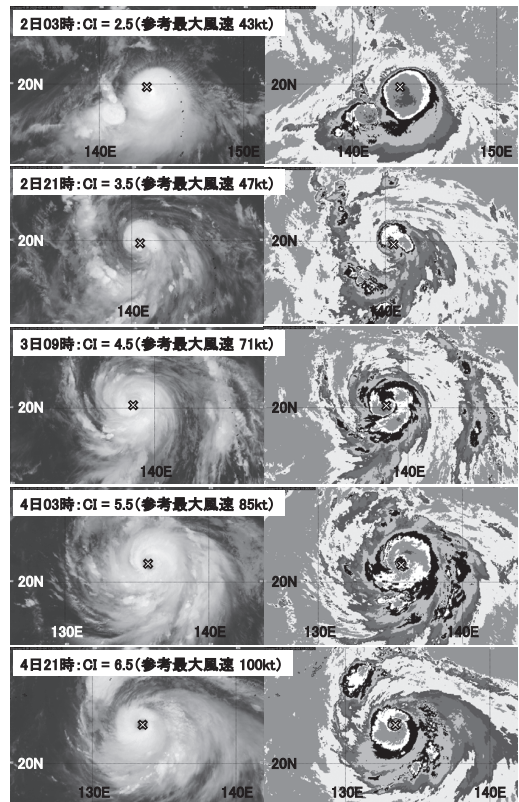 2日03時：CI = 2.5（参考最大風速 43kt）
20N
140E
150E
140E
150E
2日21時：CI = 3.5（参考最大風速 47kt）
20N
140E
140E
3日09時：CI = 4.5（参考最大風速 71kt）
20N
140E
140E
4日03時：CI = 5.5（参考最大風速 85kt）
20N
130E
140E
130E
140E
4日21時：CI = 6.5（参考最大風速 100kt）
20N
130E
140E
130E
140E